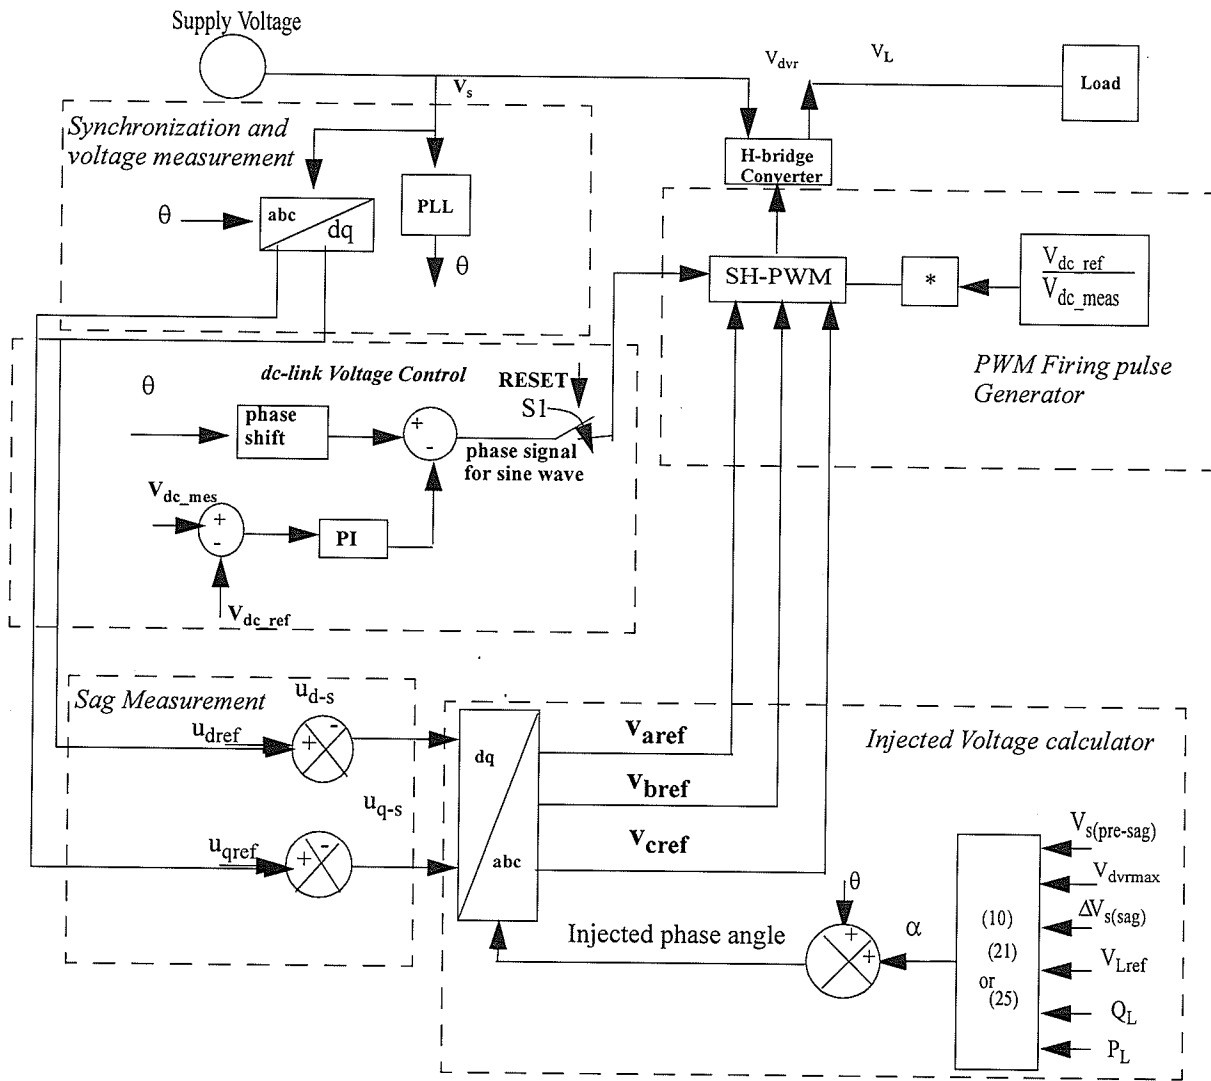 Supply Voltage
V_s
V_dvr
V_L
Load
Synchronization and
voltage measurement
H-bridge
Converter
θ
abc
dq
PLL
θ
SH-PWM
*
V_dc_ref
V_dc_meas
PWM Firing pulse
Generator
dc-link Voltage Control
θ
RESET
S1
phase
shift
+
-
phase signal
for sine wave
V_dc_mes
+
-
PI
V_dc_ref
Sag Measurement
u_d-s
u_dref
+
-
u_q-s
u_qref
+
-
dq
abc
V_aref
V_bref
V_cref
Injected Voltage calculator
θ
+
+
α
Injected phase angle
(10)
(21)
or
(25)
V_s(pre-sag)
V_dvrmax
ΔV_s(sag)
V_Lref
Q_L
P_L